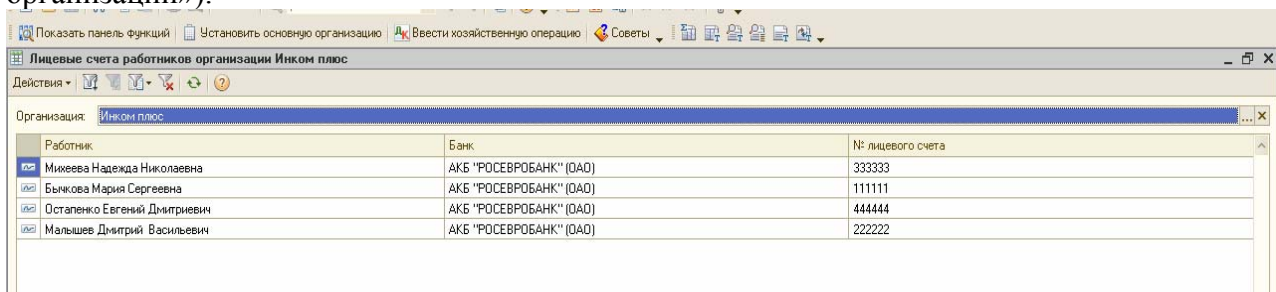 организации»).
Показать панель функций Установить основную организацию Ввести хозяйственную операцию Советы
Лицевые счета работников организации Инком плюс
Действия
Организация: Инком плюс
Работник Банк № лицевого счета
Михеева Надежда Николаевна АКБ "РОСЕВРОБАНК" (ОАО) 333333
Бычкова Мария Сергеевна АКБ "РОСЕВРОБАНК" (ОАО) 111111
Остапенко Евгений Дмитриевич АКБ "РОСЕВРОБАНК" (ОАО) 444444
Малышев Дмитрий Васильевич АКБ "РОСЕВРОБАНК" (ОАО) 222222